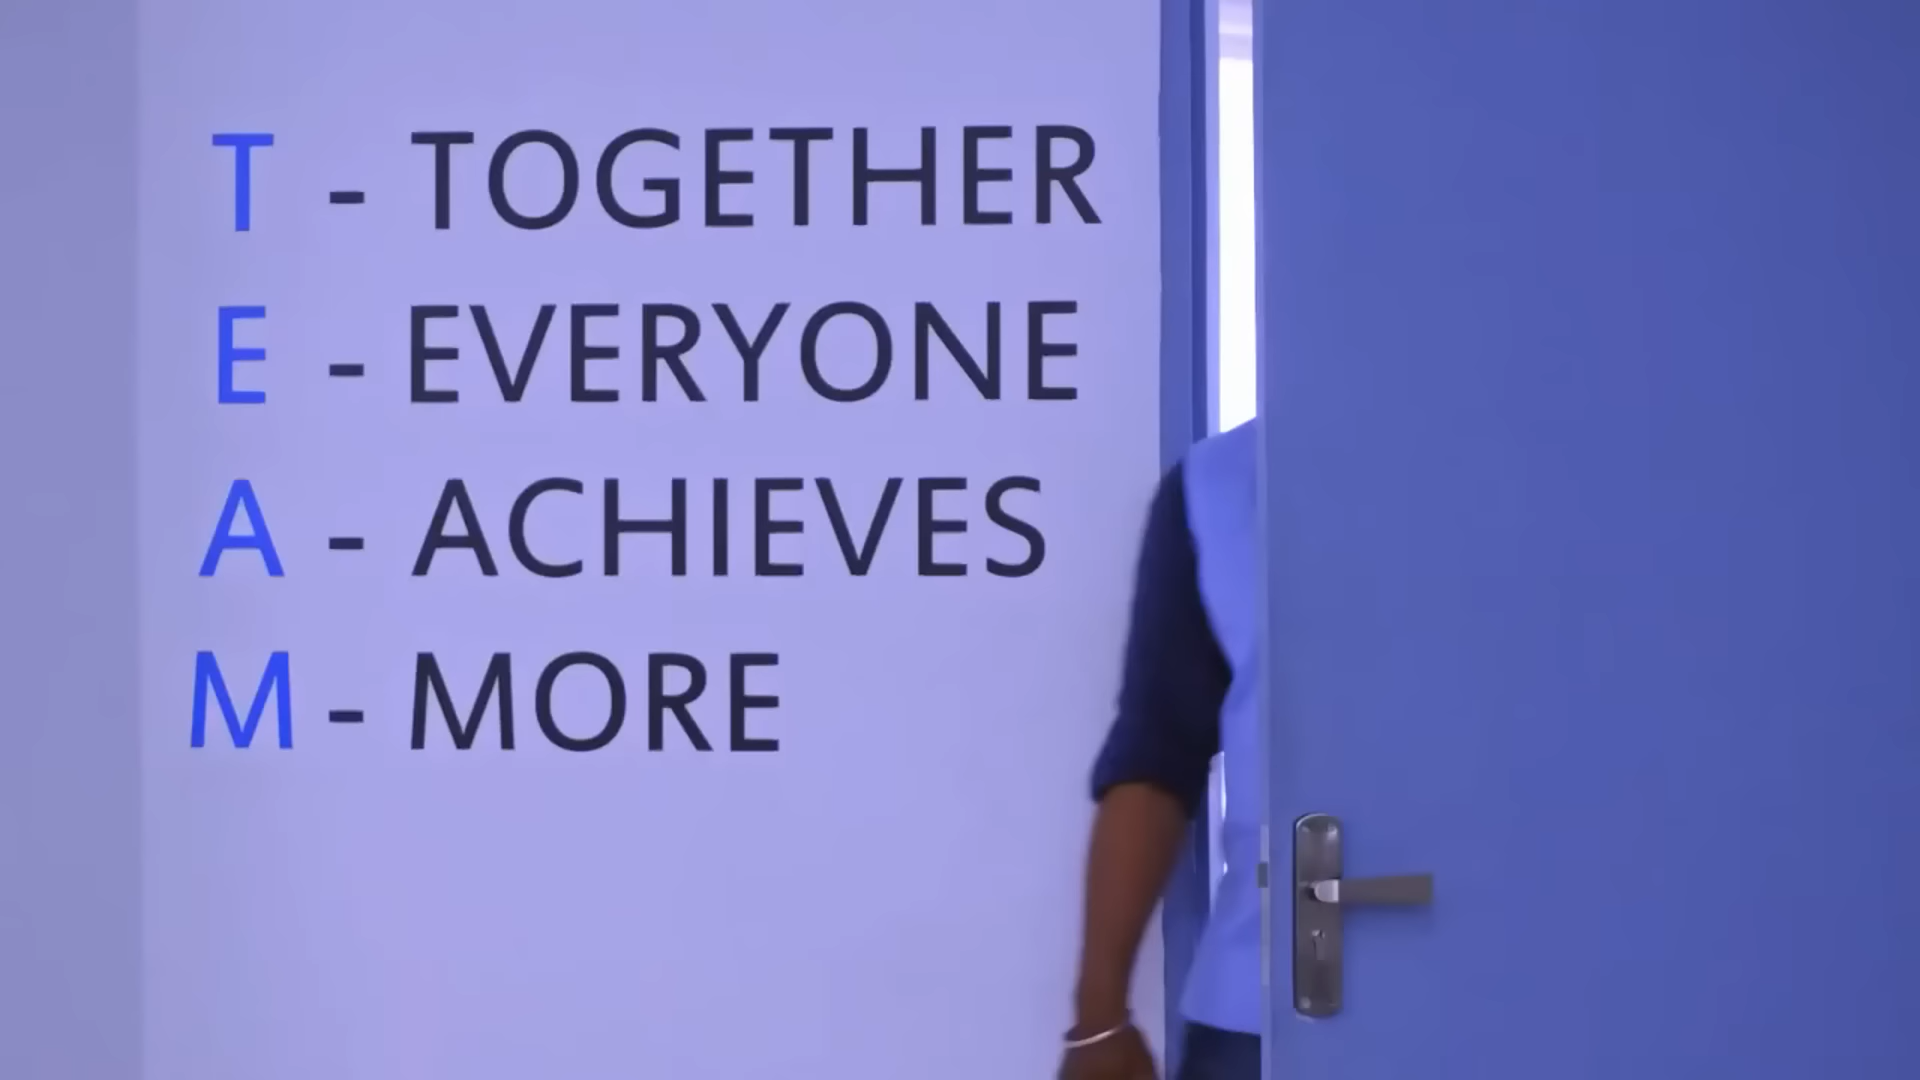 T - TOGETHER
E - EVERYONE
A - ACHIEVES
M - MORE